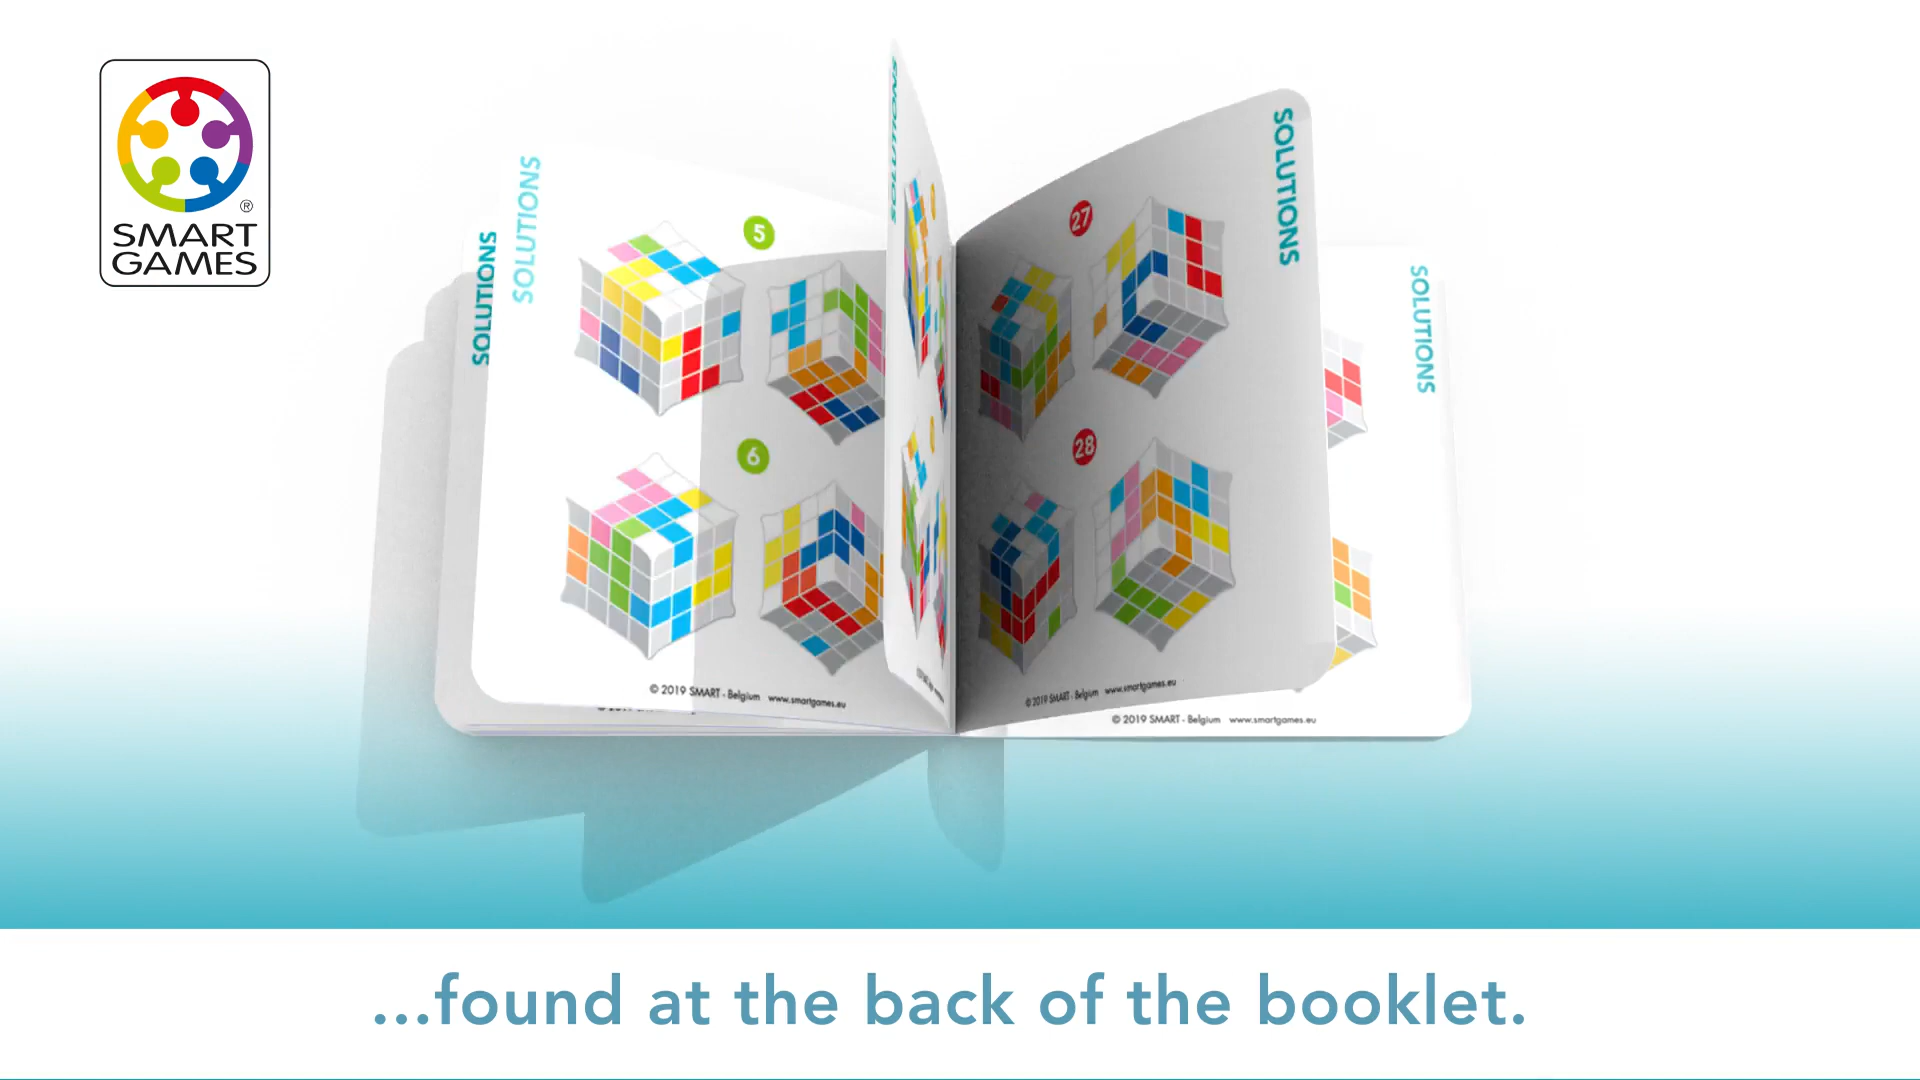 SMART
GAMES
®
SOLUTIONS
SOLUTIONS
5
6
© 2019 SMART - Belgium www.smartgames.eu
SOLUTIONS
SOLUTIONS
27
28
© 2019 SMART - Belgium www.smartgames.eu
SOLUTIONS
© 2019 SMART - Belgium www.smartgames.eu
...found at the back of the booklet.